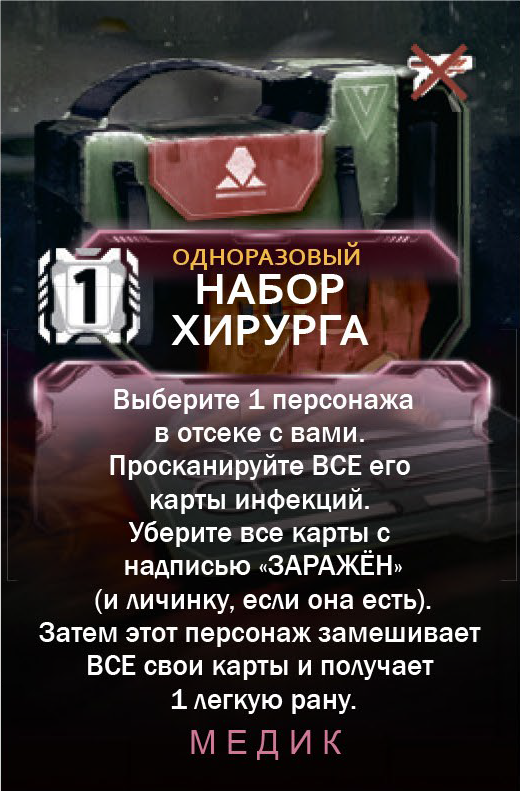 ОДНОРАЗОВЫЙ
1
НАБОР
ХИРУРГА
Выберите 1 персонажа
в отсеке с вами.
Просканируйте ВСЕ его
карты инфекций.
Уберите все карты с
надписью «ЗАРАЖЁН»
(и личинку, если она есть).
Затем этот персонаж замешивает
ВСЕ свои карты и получает
1 легкую рану.
МЕДИК